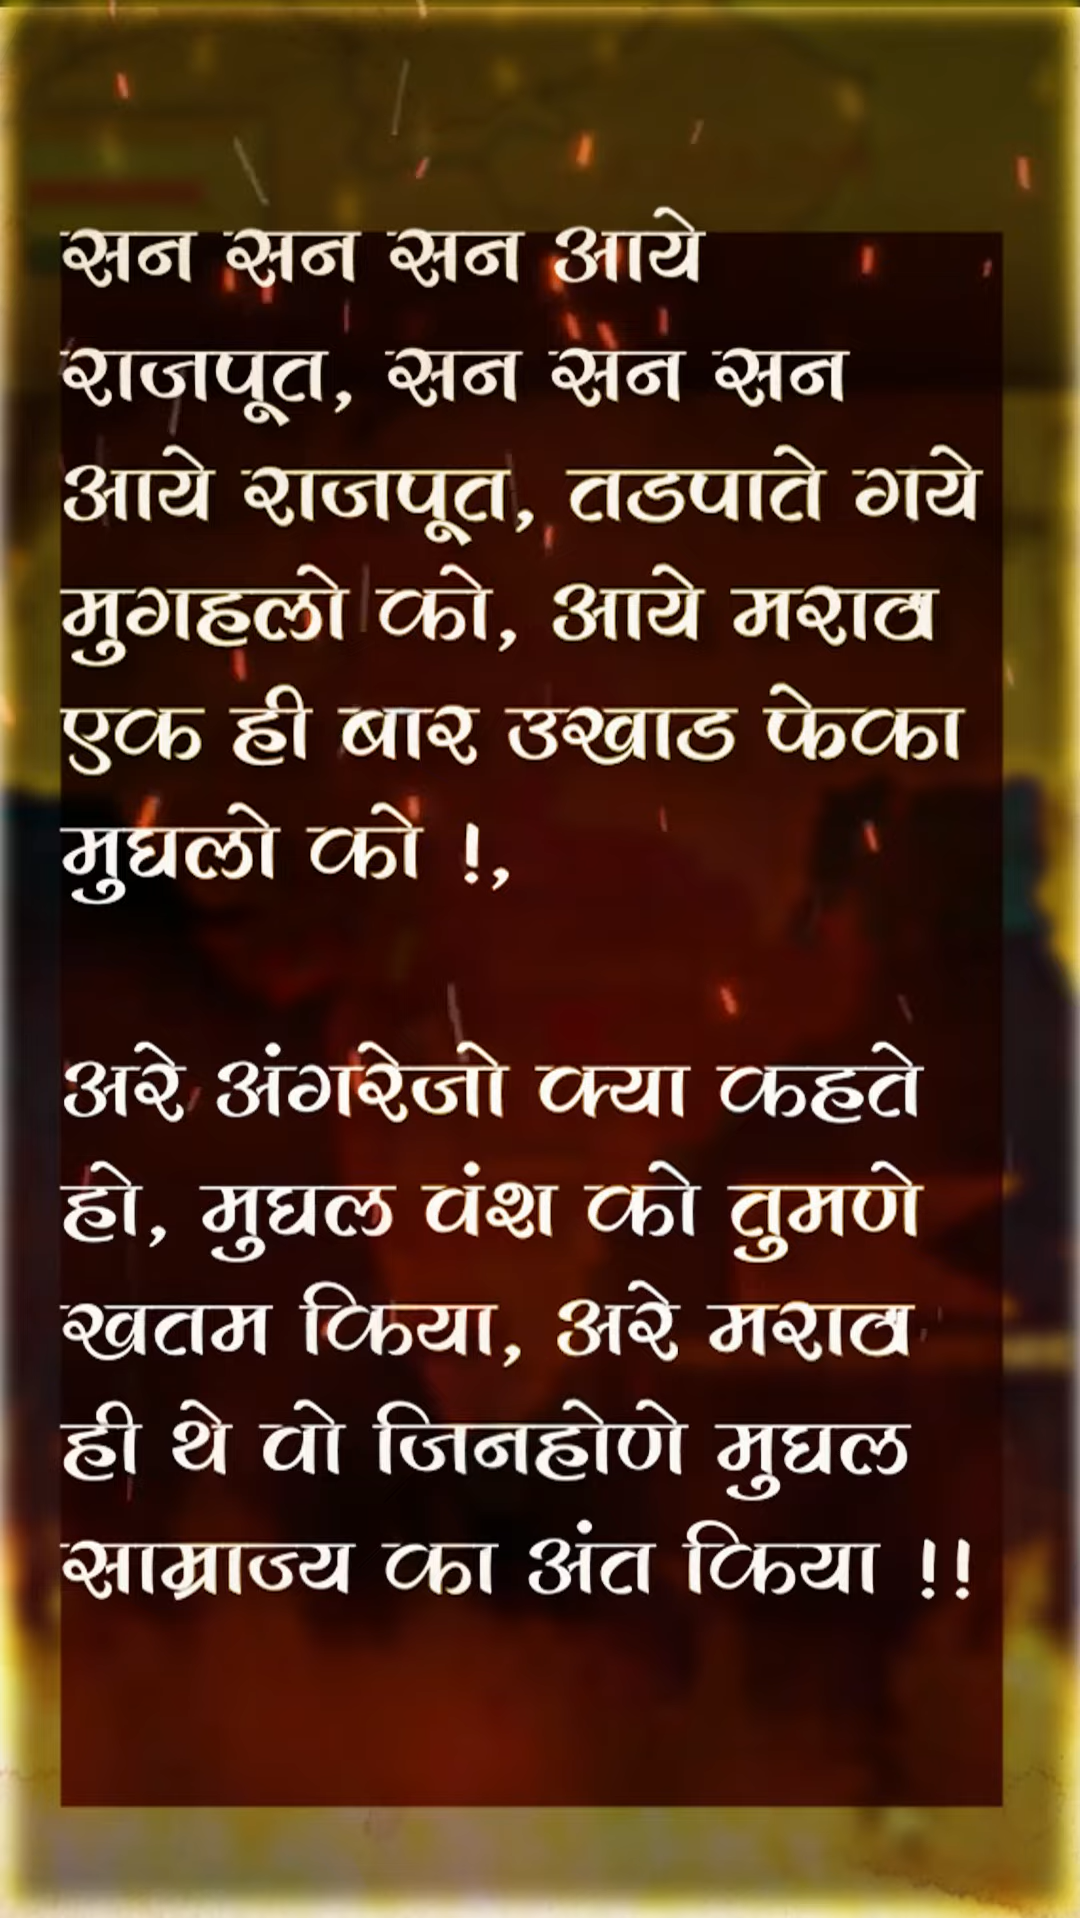 सन सन सन आये
राजपूत, सन सन सन
आये राजपूत, तडपाते गये
मुगहलो को, आये मराठा
एक ही बार उखाड फेका
मुघलो को !,
अरे अंगरेजो क्या कहते
हो, मुघल वंश को तुमणे
खतम किया, अरे मराठा
ही थे वो जिनहोणे मुघल
साम्राज्य का अंत किया !!